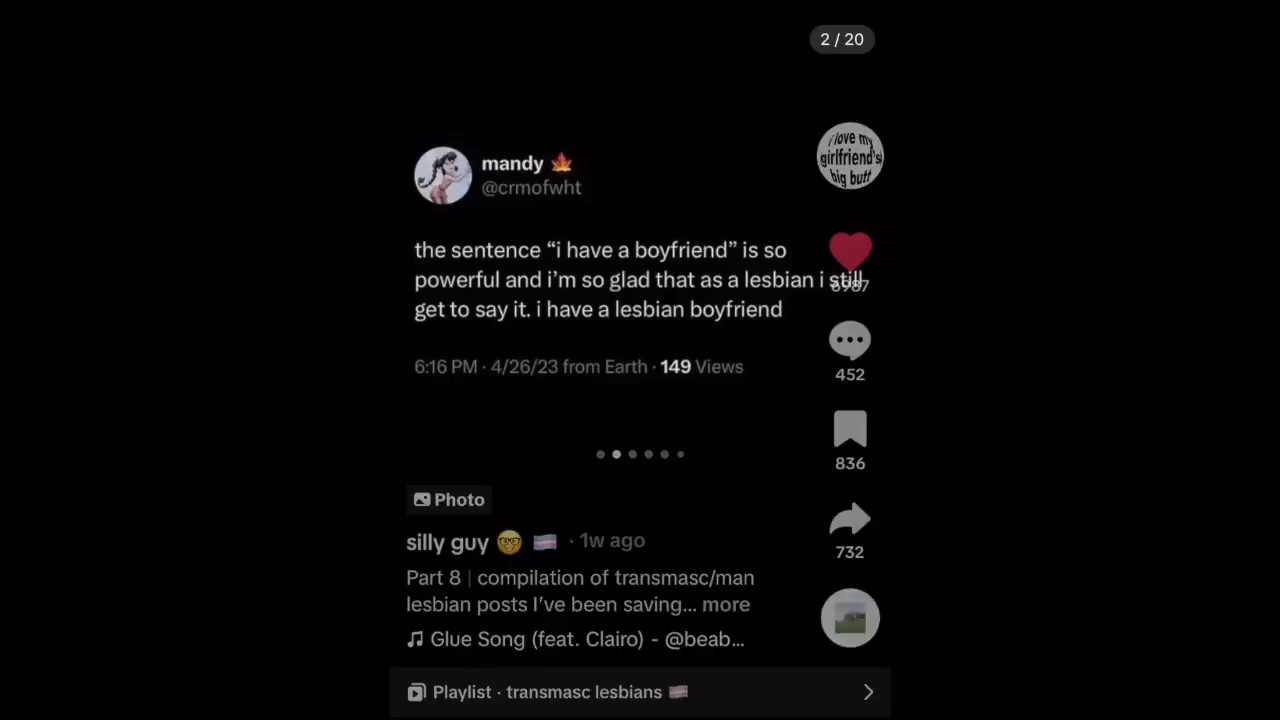 2 / 20
i love my
girlfriend's
big butt
mandy 🍁
@crmofwht
the sentence “i have a boyfriend” is so
powerful and i’m so glad that as a lesbian i still
get to say it. i have a lesbian boyfriend
6987
6:16 PM · 4/26/23 from Earth · 149 Views
452
836
Photo
silly guy 🤓 🏳️‍⚧️ · 1w ago
732
Part 8 | compilation of transmasc/man
lesbian posts I’ve been saving... more
Glue Song (feat. Clairo) - @beab...
Playlist · transmasc lesbians 🏳️‍⚧️